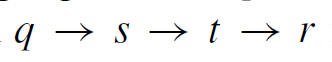 q → s → t → r